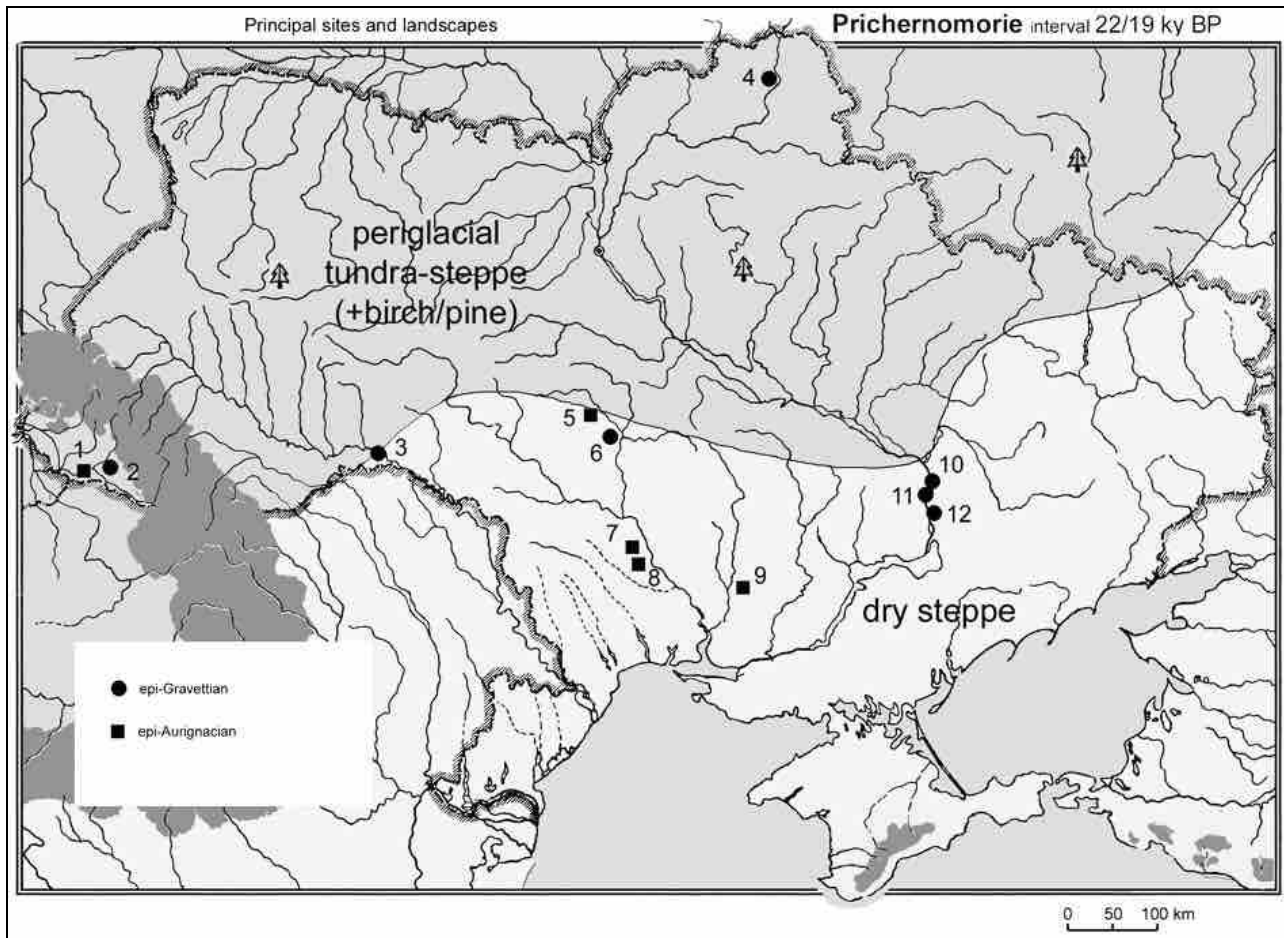 Principal sites and landscapes
Prichernomorie interval 22/19 ky BP
4
periglacial
tundra-steppe
(+birch/pine)
5
6
3
1
2
10
11
12
7
8
9
dry steppe
epi-Gravettian
epi-Aurignacian
0 50 100 km